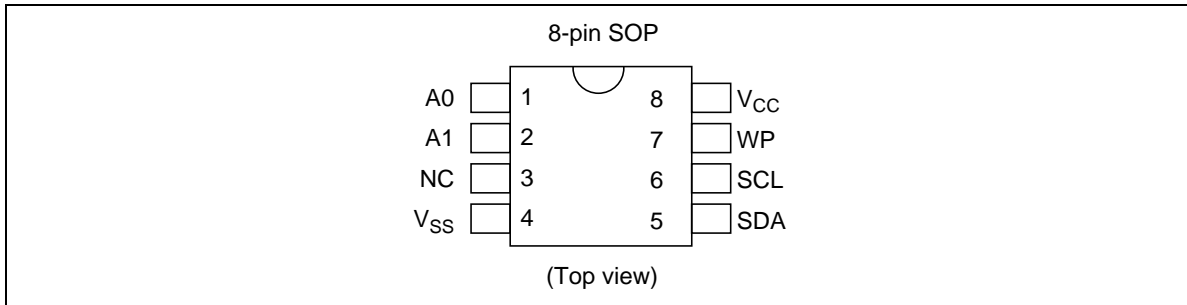 8-pin SOP
A0 1 8 VCC
A1 2 7 WP
NC 3 6 SCL
VSS 4 5 SDA
(Top view)